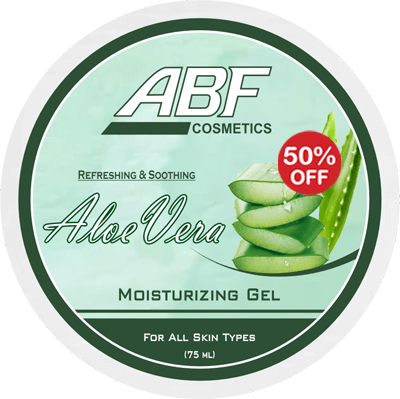 ABF
COSMETICS
50%
OFF
REFRESHING & SOOTHING
Aloe Vera
MOISTURIZING GEL
FOR ALL SKIN TYPES
(75 ML)